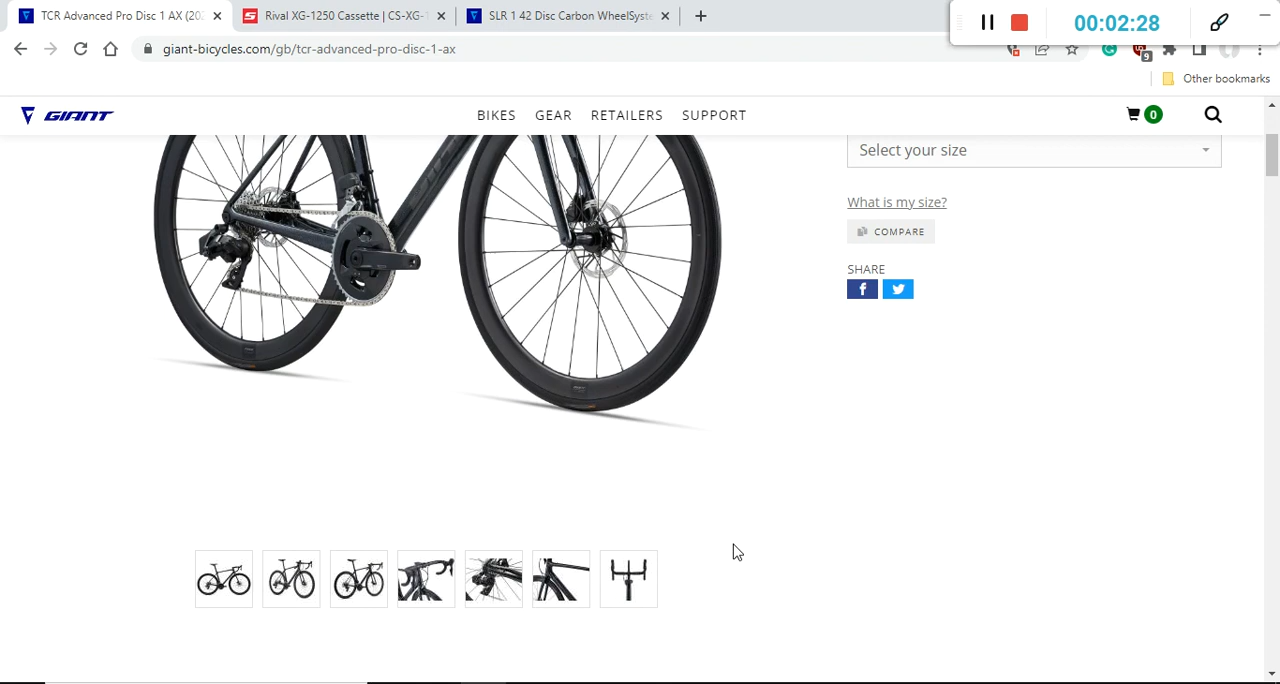 TCR Advanced Pro Disc 1 AX (20
Rival XG-1250 Cassette | CS-XG-1
SLR 1 42 Disc Carbon WheelSyste
00:02:28
giant-bicycles.com/gb/tcr-advanced-pro-disc-1-ax
9
Other bookmarks
GIANT
BIKES GEAR RETAILERS SUPPORT
0
Select your size
What is my size?
COMPARE
SHARE